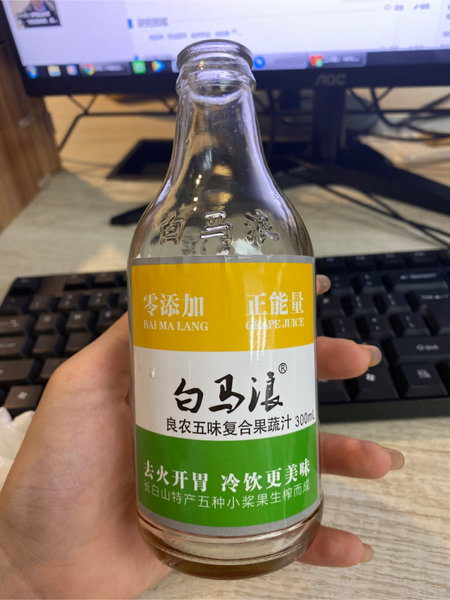 AOC
白马浪
零添加 正能量
BAI MA LANG GRAPE JUICE
白马浪®
良农五味复合果蔬汁 300mL
去火开胃 冷饮更美味
长白山特产五种小浆果生榨而成